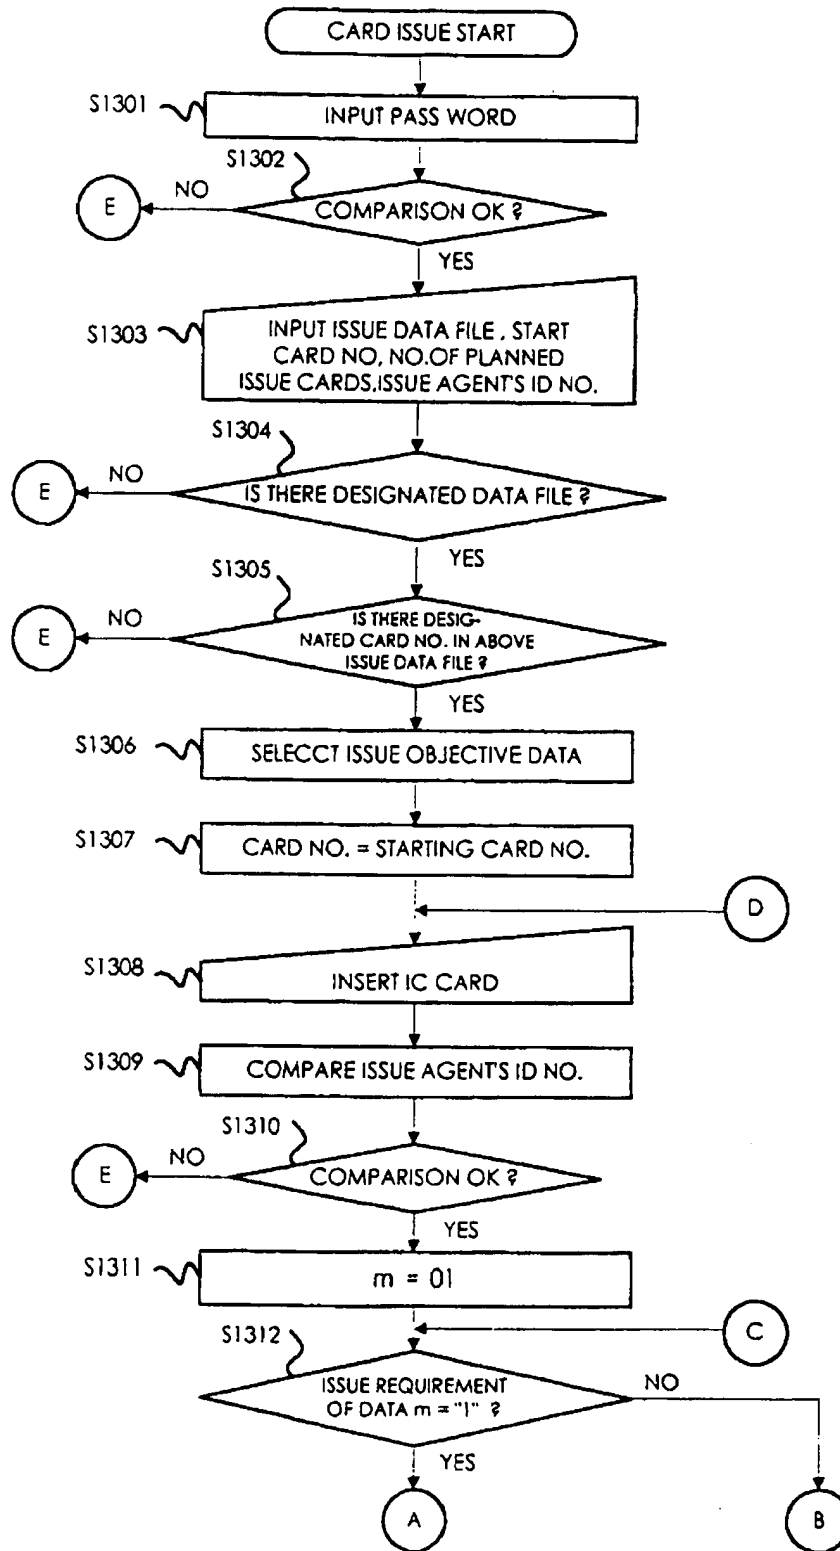 CARD ISSUE START
S1301
INPUT PASS WORD
S1302
NO
E
COMPARISON OK ?
YES
S1303
INPUT ISSUE DATA FILE , START
CARD NO, NO.OF PLANNED
ISSUE CARDS,ISSUE AGENT'S ID NO.
S1304
NO
E
IS THERE DESIGNATED DATA FILE ?
YES
S1305
NO
E
IS THERE DESIG-
NATED CARD NO. IN ABOVE
ISSUE DATA FILE ?
YES
S1306
SELECCT ISSUE OBJECTIVE DATA
S1307
CARD NO. = STARTING CARD NO.
D
S1308
INSERT IC CARD
S1309
COMPARE ISSUE AGENT'S ID NO.
S1310
NO
E
COMPARISON OK ?
YES
S1311
m = 01
C
S1312
ISSUE REQUIREMENT
OF DATA m = "1" ?
NO
YES
A
B